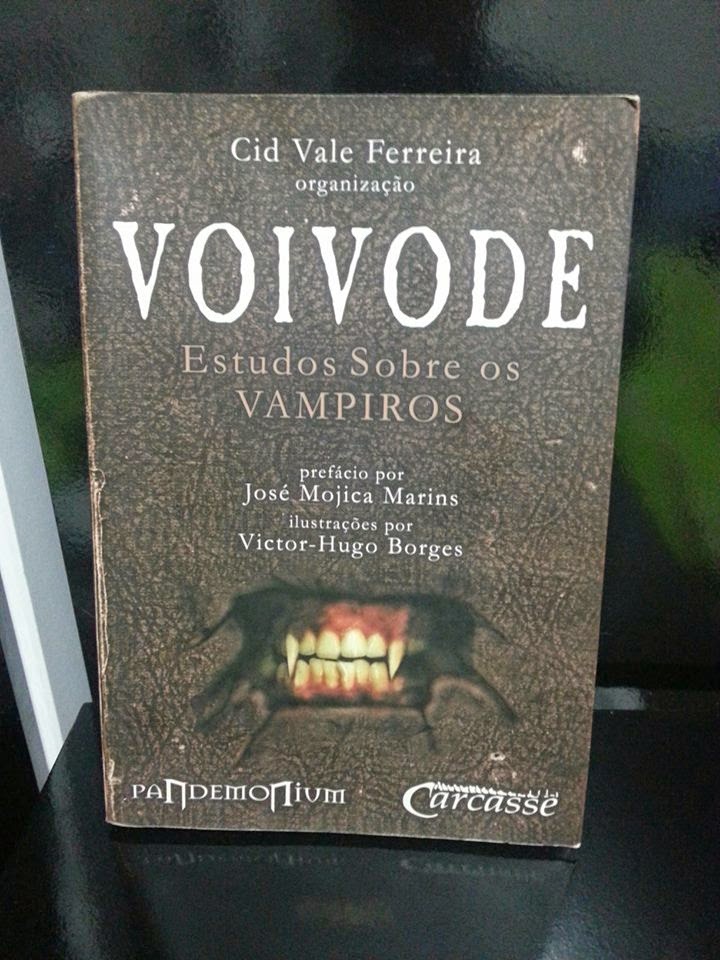 Cid Vale Ferreira
organização
VOIVODE
Estudos Sobre os
VAMPIROS
prefácio por
José Mojica Marins
ilustrações por
Victor-Hugo Borges
PANDEMONIUM
Carcasse